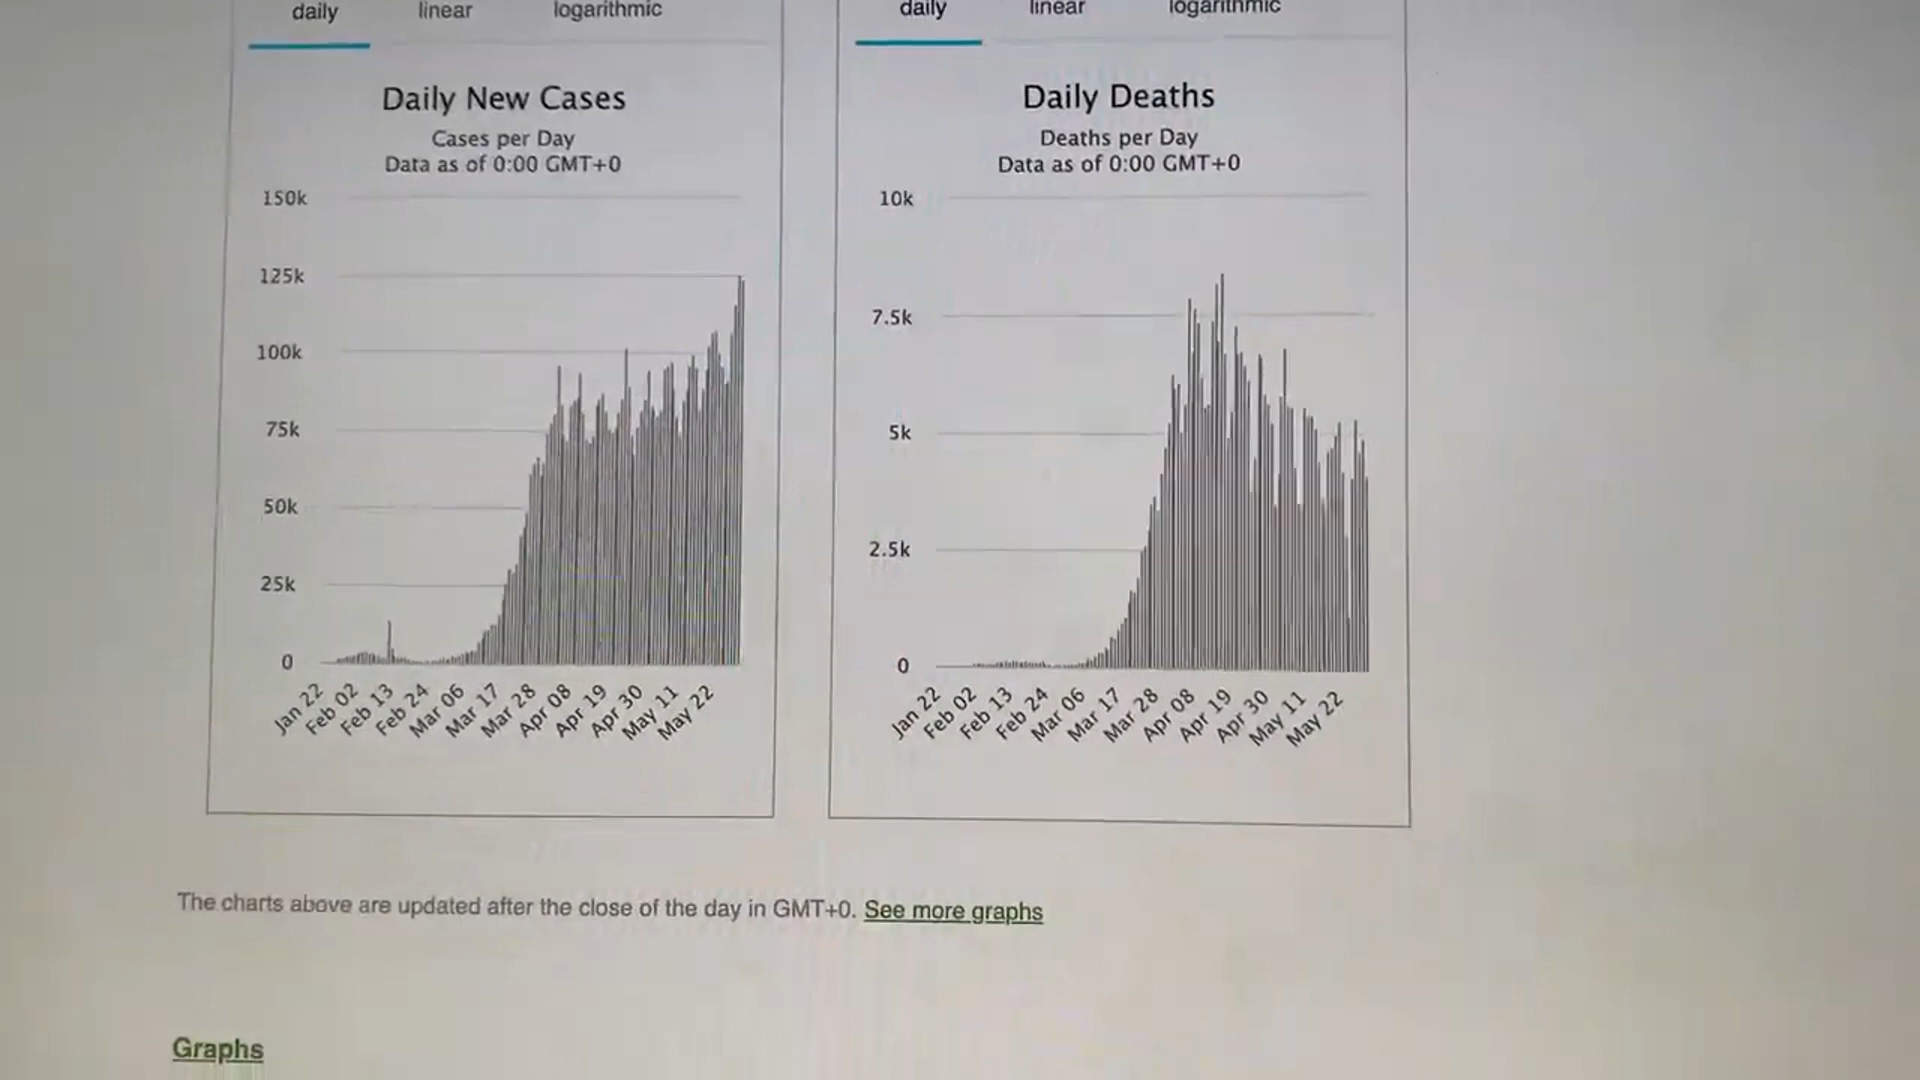 daily linear logarithmic
Daily New Cases
Cases per Day
Data as of 0:00 GMT+0
150k
125k
100k
75k
50k
25k
0
Jan 22 Feb 02 Feb 13 Feb 24 Mar 06 Mar 17 Mar 28 Apr 08 Apr 19 Apr 30 May 11 May 22
daily linear logarithmic
Daily Deaths
Deaths per Day
Data as of 0:00 GMT+0
10k
7.5k
5k
2.5k
0
Jan 22 Feb 02 Feb 13 Feb 24 Mar 06 Mar 17 Mar 28 Apr 08 Apr 19 Apr 30 May 11 May 22
The charts above are updated after the close of the day in GMT+0. See more graphs
Graphs